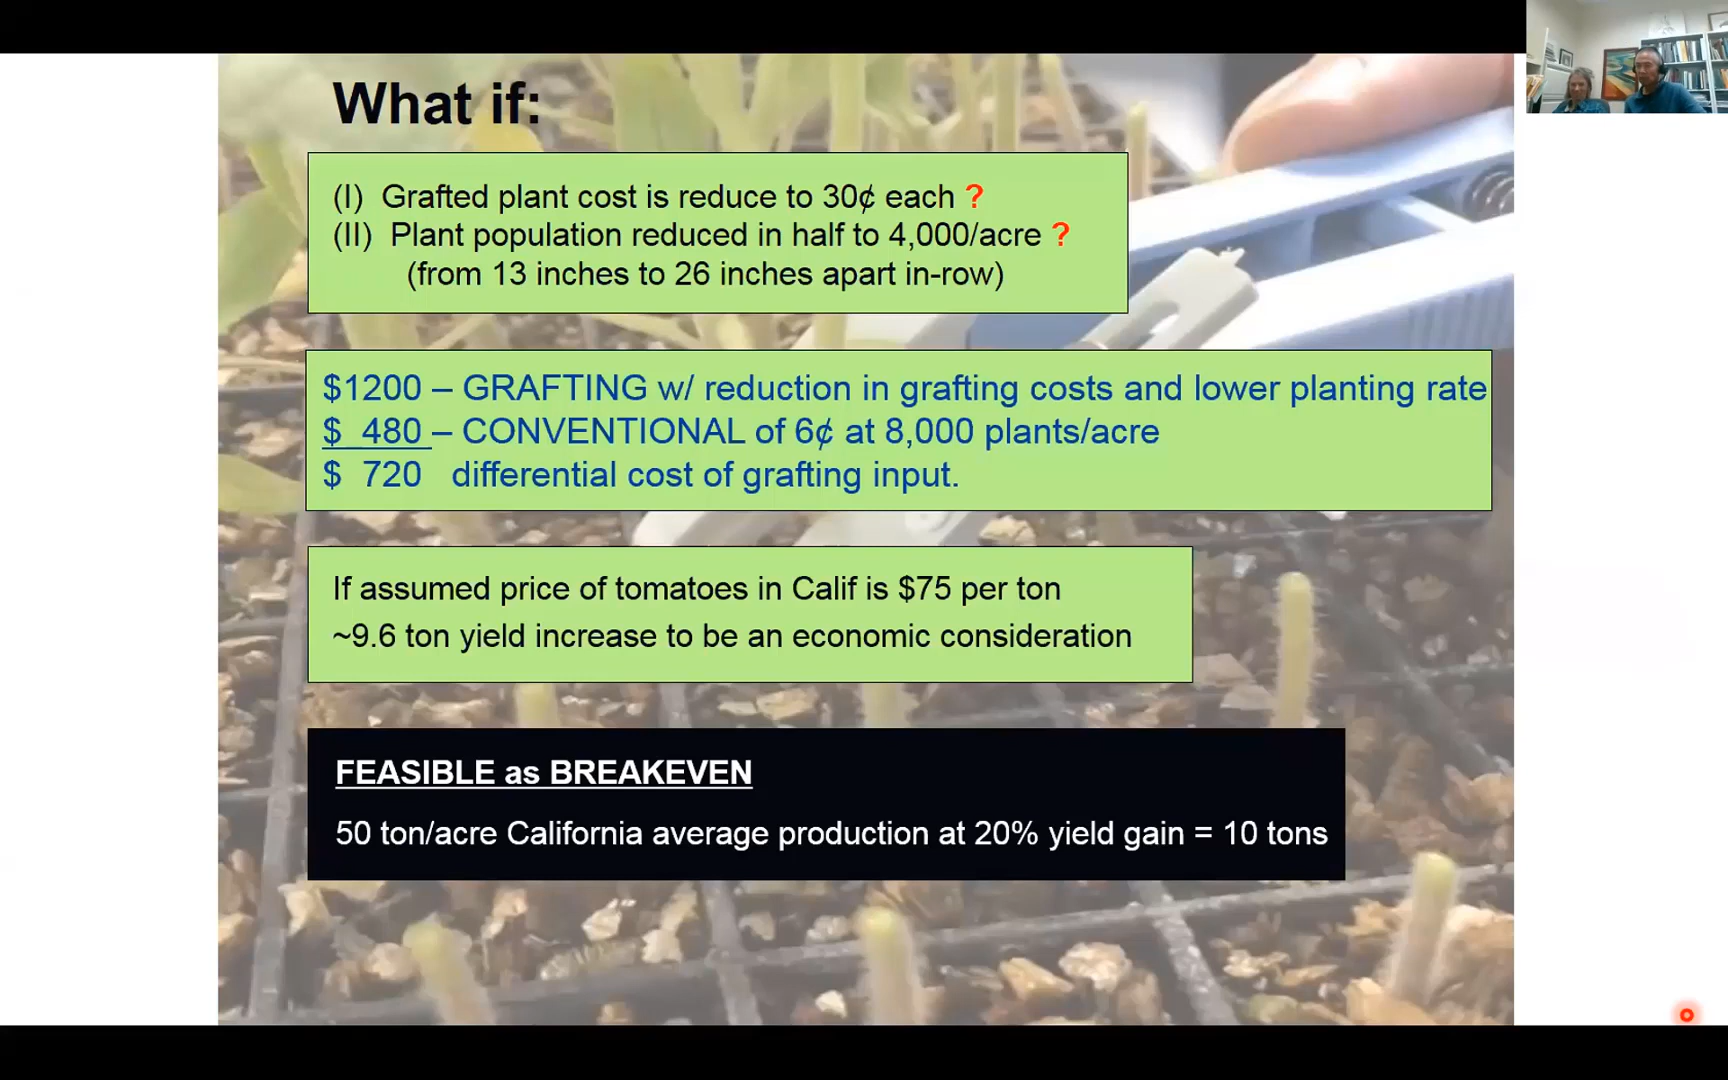 What if:
(I) Grafted plant cost is reduce to 30¢ each ?
(II) Plant population reduced in half to 4,000/acre ?
(from 13 inches to 26 inches apart in-row)
$1200 – GRAFTING w/ reduction in grafting costs and lower planting rate
$ 480 – CONVENTIONAL of 6¢ at 8,000 plants/acre
$ 720 differential cost of grafting input.
If assumed price of tomatoes in Calif is $75 per ton
~9.6 ton yield increase to be an economic consideration
FEASIBLE as BREAKEVEN
50 ton/acre California average production at 20% yield gain = 10 tons